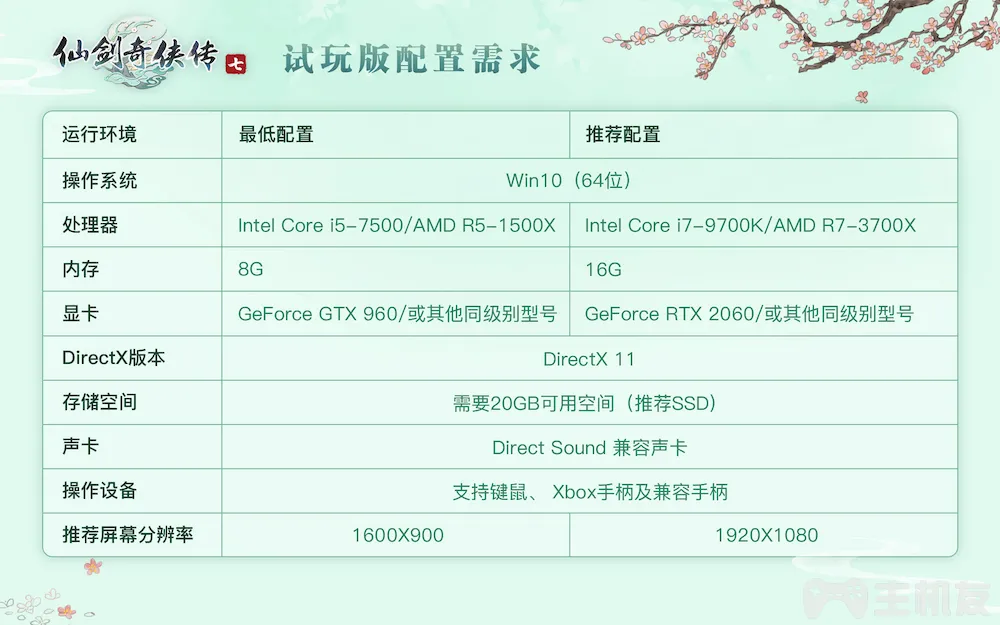 仙剑奇侠传 七 试玩版配置需求
运行环境 最低配置 推荐配置
操作系统 Win10（64位）
处理器 Intel Core i5-7500/AMD R5-1500X Intel Core i7-9700K/AMD R7-3700X
内存 8G 16G
显卡 GeForce GTX 960/或其他同级别型号 GeForce RTX 2060/或其他同级别型号
DirectX版本 DirectX 11
存储空间 需要20GB可用空间（推荐SSD）
声卡 Direct Sound 兼容声卡
操作设备 支持键鼠、 Xbox手柄及兼容手柄
推荐屏幕分辨率 1600X900 1920X1080
主机友